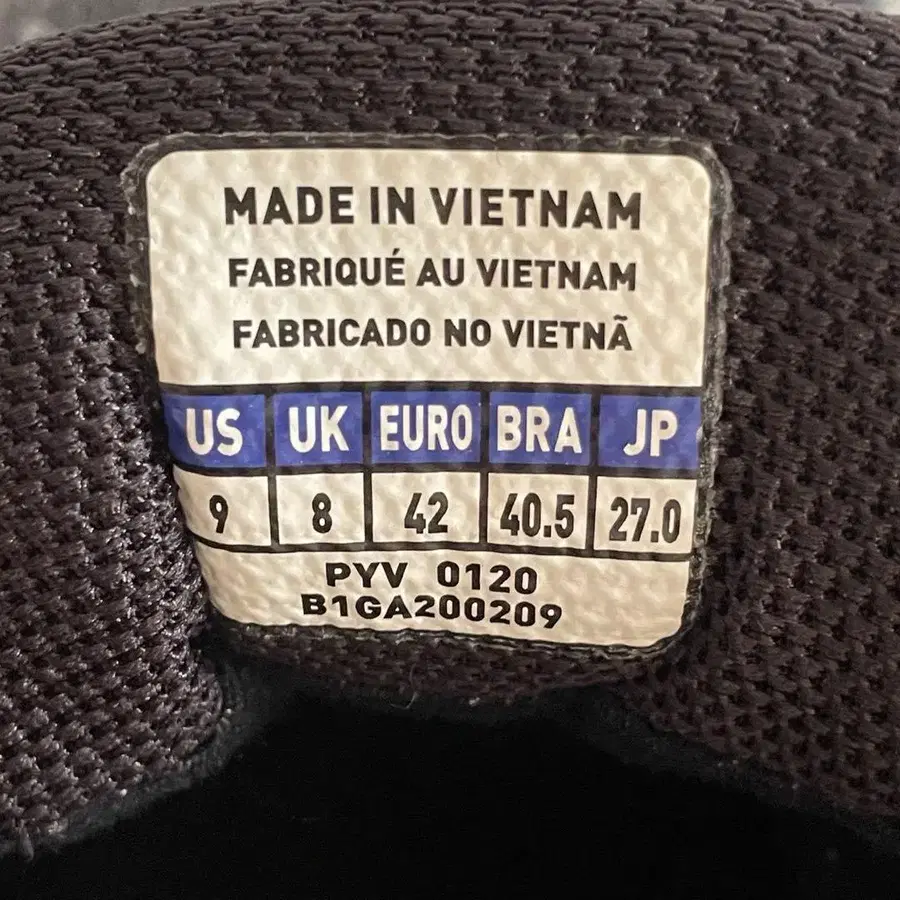 MADE IN VIETNAM
FABRIQUÉ AU VIETNAM
FABRICADO NO VIETNÃ
US UK EURO BRA JP
9 8 42 40.5 27.0
PYV 0120
B1GA200209